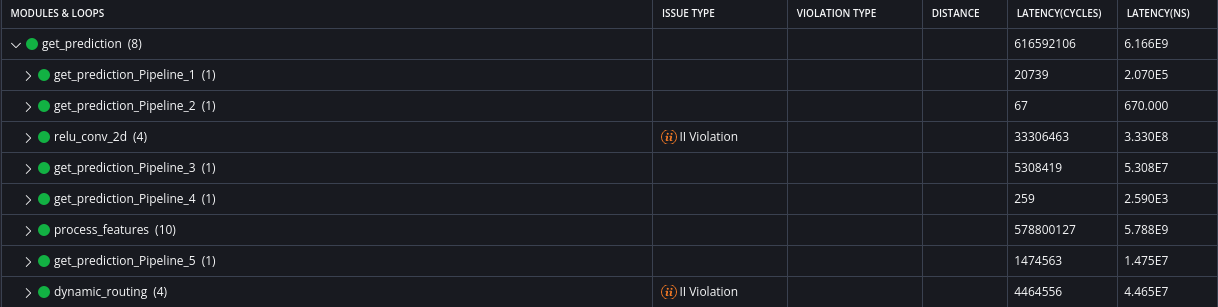 MODULES & LOOPS ISSUE TYPE VIOLATION TYPE DISTANCE LATENCY(CYCLES) LATENCY(NS)
get_prediction (8) 616592106 6.166E9
get_prediction_Pipeline_1 (1) 20739 2.070E5
get_prediction_Pipeline_2 (1) 67 670.000
relu_conv_2d (4) II Violation 33306463 3.330E8
get_prediction_Pipeline_3 (1) 5308419 5.308E7
get_prediction_Pipeline_4 (1) 259 2.590E3
process_features (10) 578800127 5.788E9
get_prediction_Pipeline_5 (1) 1474563 1.475E7
dynamic_routing (4) II Violation 4464556 4.465E7